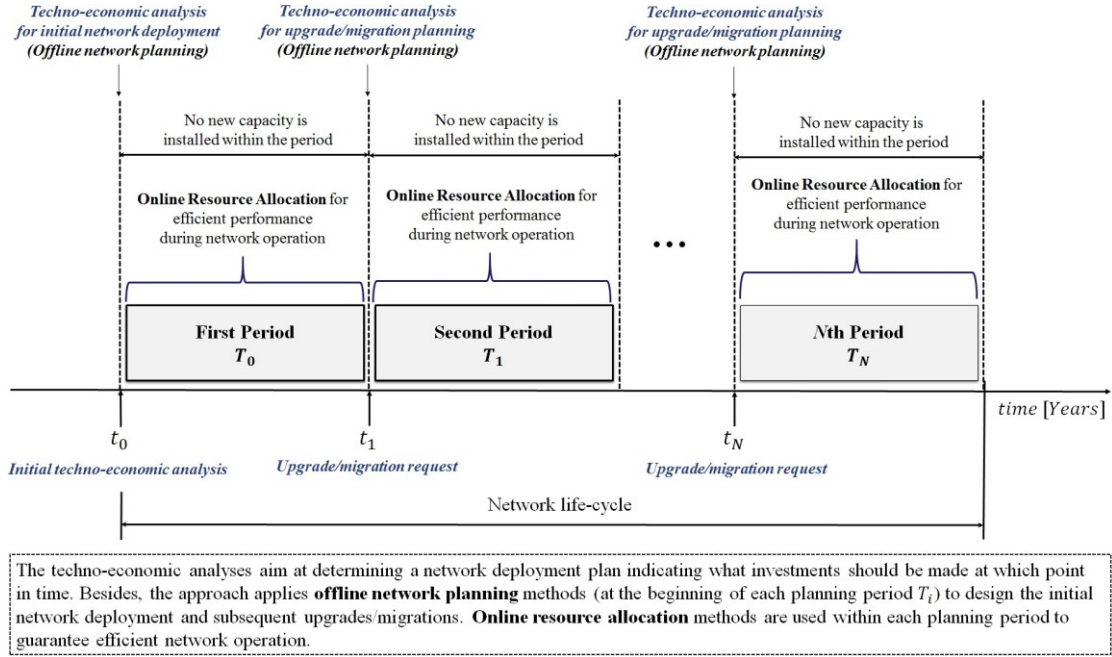 Techno-economic analysis
for initial network deployment
(Offline network planning)
Techno-economic analysis
for upgrade/migration planning
(Offline network planning)
Techno-economic analysis
for upgrade/migration planning
(Offline network planning)
No new capacity is
installed within the period
No new capacity is
installed within the period
No new capacity is
installed within the period
Online Resource Allocation for
efficient performance
during network operation
Online Resource Allocation for
efficient performance
during network operation
Online Resource Allocation for
efficient performance
during network operation
...
First Period
T₀
Second Period
T₁
Nth Period
T_N
time [Years]
t₀
t₁
t_N
Initial techno-economic analysis
Upgrade/migration request
Upgrade/migration request
Network life-cycle
The techno-economic analyses aim at determining a network deployment plan indicating what investments should be made at which point
in time. Besides, the approach applies offline network planning methods (at the beginning of each planning period T_i) to design the initial
network deployment and subsequent upgrades/migrations. Online resource allocation methods are used within each planning period to
guarantee efficient network operation.